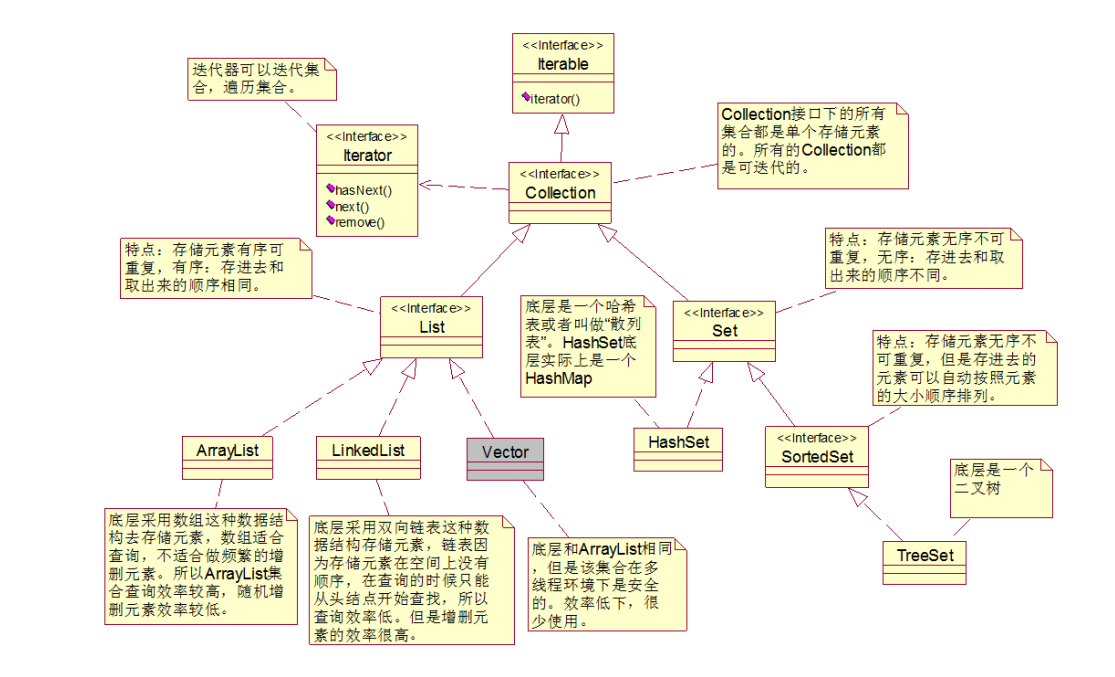 <<Interface>>
Iterable
iterator()
迭代器可以迭代集
合，遍历集合。
<<Interface>>
Iterator
hasNext()
next()
remove()
Collection接口下的所有
集合都是单个存储元素
的。所有的Collection都
是可迭代的。
<<Interface>>
Collection
特点：存储元素有序可
重复，有序：存进去和
取出来的顺序相同。
特点：存储元素无序不可
重复，无序：存进去和取
出来的顺序不同。
<<Interface>>
List
底层是一个哈希
表或者叫做“散列
表”。HashSet底
层实际上是一个
HashMap
<<Interface>>
Set
特点：存储元素无序不
可重复，但是存进去的
元素可以自动按照元素
的大小顺序排列。
ArrayList
LinkedList
Vector
HashSet
<<Interface>>
SortedSet
底层是一个
二叉树
底层采用数组这种数据结
构去存储元素，数组适合
查询，不适合做频繁的增
删元素。所以ArrayList集
合查询效率较高，随机增
删元素效率较低。
底层采用双向链表这种数
据结构存储元素，链表因
为存储元素在空间上没有
顺序，在查询的时候只能
从头结点开始查找，所以
查询效率低。但是增删元
素的效率很高。
底层和ArrayList相同
，但是该集合在多
线程环境下是安全
的。效率低下，很
少使用。
TreeSet